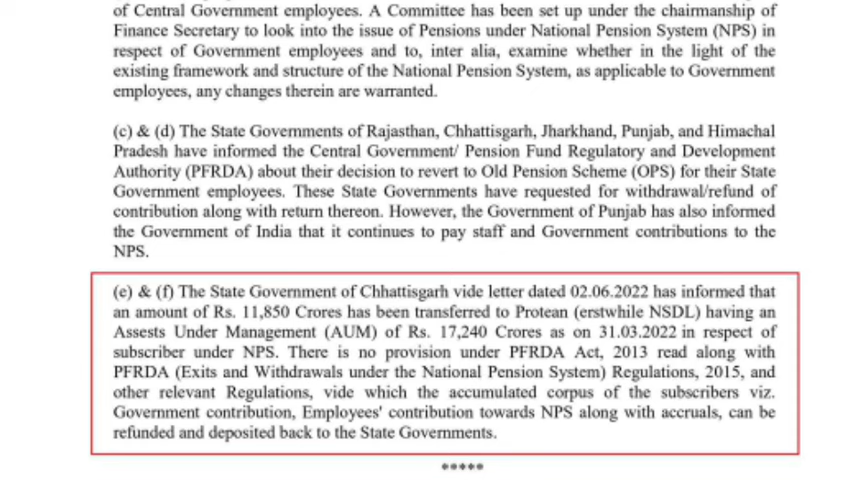 of Central Government employees. A Committee has been set up under the chairmanship of
Finance Secretary to look into the issue of Pensions under National Pension System (NPS) in
respect of Government employees and to, inter alia, examine whether in the light of the
existing framework and structure of the National Pension System, as applicable to Government
employees, any changes therein are warranted.
(c) & (d) The State Governments of Rajasthan, Chhattisgarh, Jharkhand, Punjab, and Himachal
Pradesh have informed the Central Government/ Pension Fund Regulatory and Development
Authority (PFRDA) about their decision to revert to Old Pension Scheme (OPS) for their State
Government employees. These State Governments have requested for withdrawal/refund of
contribution along with return thereon. However, the Government of Punjab has also informed
the Government of India that it continues to pay staff and Government contributions to the
NPS.
(e) & (f) The State Government of Chhattisgarh vide letter dated 02.06.2022 has informed that
an amount of Rs. 11,850 Crores has been transferred to Protean (erstwhile NSDL) having an
Assests Under Management (AUM) of Rs. 17,240 Crores as on 31.03.2022 in respect of
subscriber under NPS. There is no provision under PFRDA Act, 2013 read along with
PFRDA (Exits and Withdrawals under the National Pension System) Regulations, 2015, and
other relevant Regulations, vide which the accumulated corpus of the subscribers viz.
Government contribution, Employees' contribution towards NPS along with accruals, can be
refunded and deposited back to the State Governments.
*****